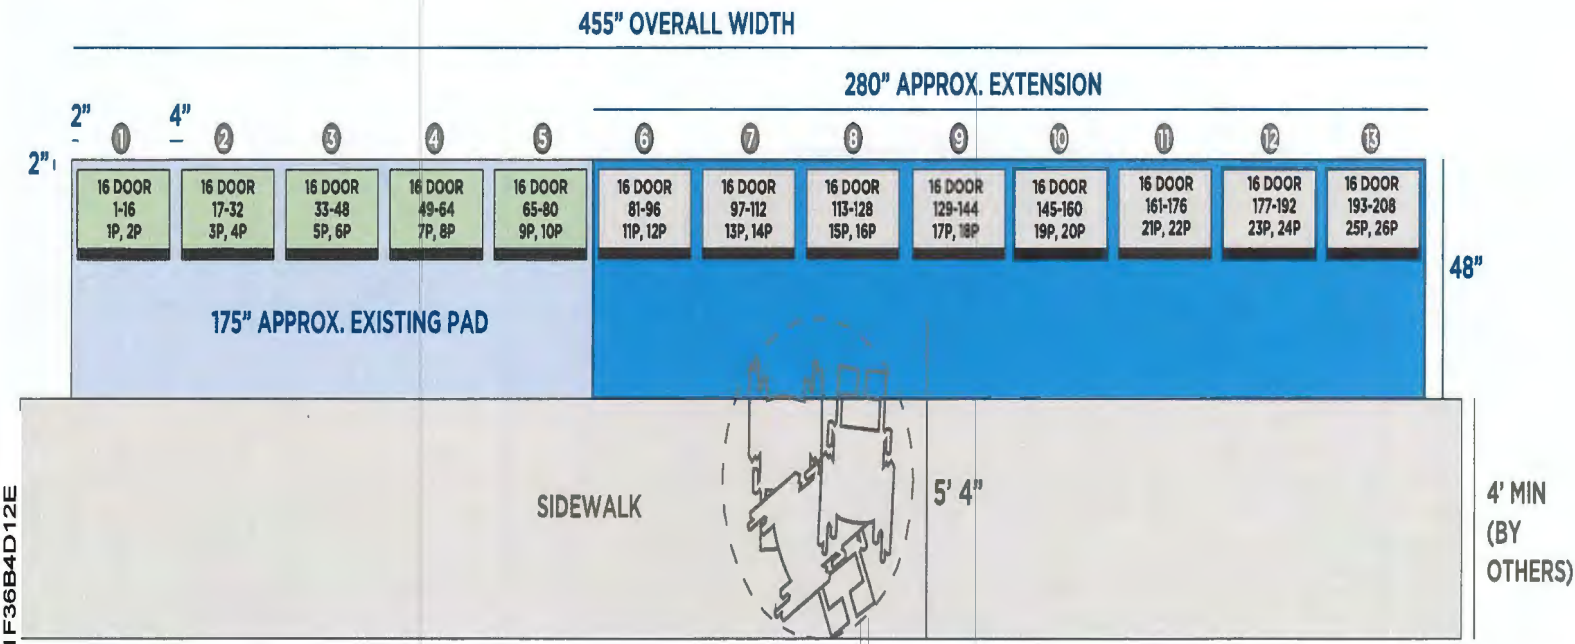 455" OVERALL WIDTH
280" APPROX. EXTENSION
2" 4"
1 2 3 4 5 6 7 8 9 10 11 12 13
2"
16 DOOR
1-16
1P, 2P
16 DOOR
17-32
3P, 4P
16 DOOR
33-48
5P, 6P
16 DOOR
49-64
7P, 8P
16 DOOR
65-80
9P, 10P
16 DOOR
81-96
11P, 12P
16 DOOR
97-112
13P, 14P
16 DOOR
113-128
15P, 16P
16 DOOR
129-144
17P, 18P
16 DOOR
145-160
19P, 20P
16 DOOR
161-176
21P, 22P
16 DOOR
177-192
23P, 24P
16 DOOR
193-208
25P, 26P
48"
175" APPROX. EXISTING PAD
SIDEWALK
5' 4"
4' MIN
(BY
OTHERS)
1F36B4D12E